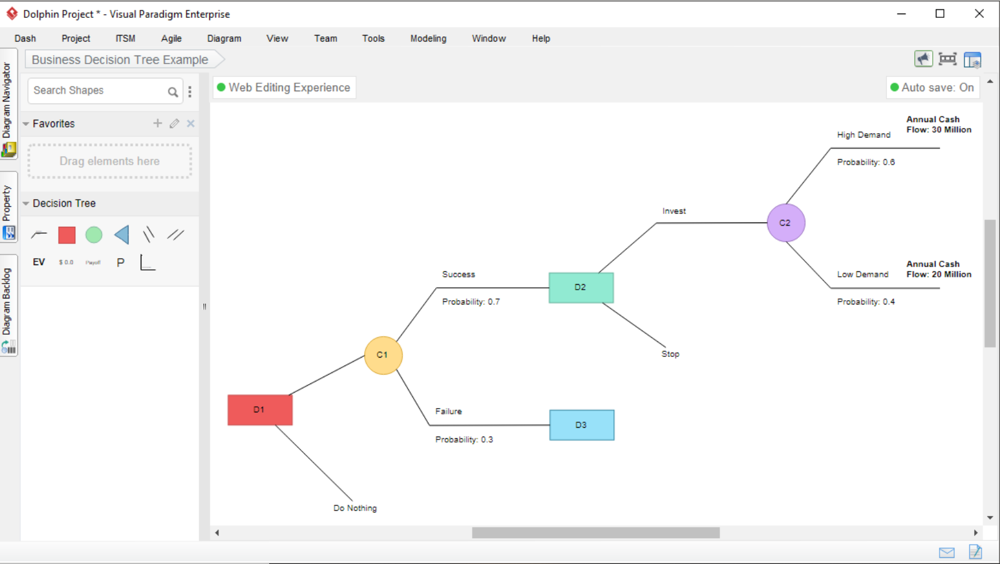 Dolphin Project * - Visual Paradigm Enterprise
Dash Project ITSM Agile Diagram View Team Tools Modeling Window Help
Business Decision Tree Example
Diagram Navigator
Property
Diagram Backlog
Search Shapes
Favorites
Drag elements here
Decision Tree
EV $ 0.0 Payoff P
Web Editing Experience
Auto save: On
Annual Cash
Flow: 30 Million
High Demand
Probability: 0.6
Invest
C2
Annual Cash
Flow: 20 Million
Low Demand
Probability: 0.4
Success
D2
Probability: 0.7
Stop
C1
D1
Failure
D3
Probability: 0.3
Do Nothing